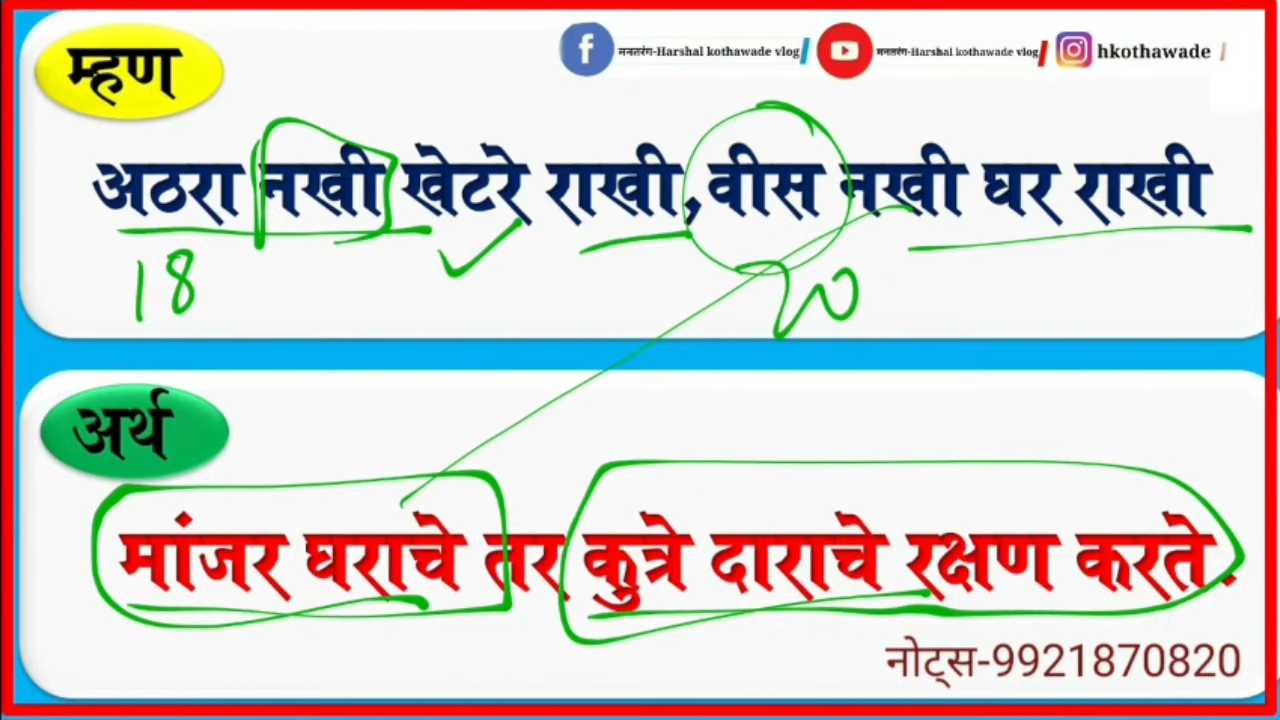 म्हण
मनतरंग-Harshal kothawade vlog
मनतरंग-Harshal kothawade vlog
hkothawade
अठरा नखी खेटरे राखी,वीस नखी घर राखी
18
20
अर्थ
मांजर घराचे तर कुत्रे दाराचे रक्षण करते.
नोट्स-9921870820